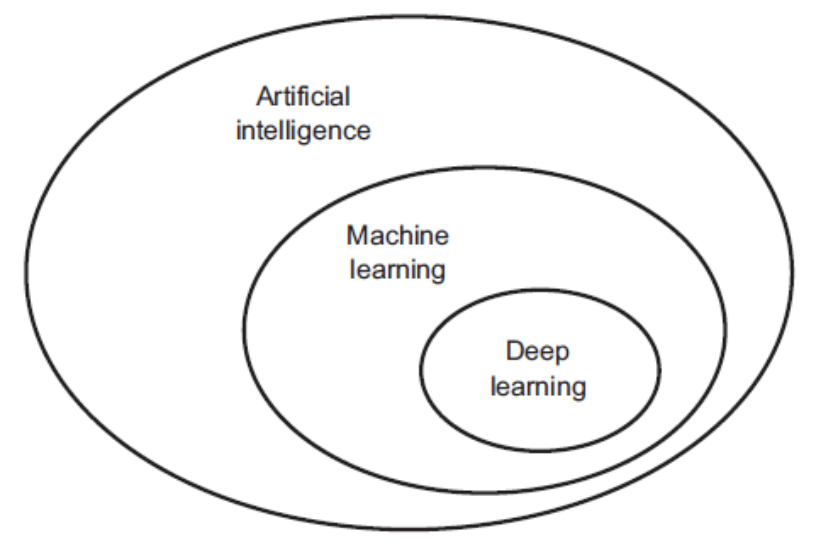 Artificial
intelligence
Machine
learning
Deep
learning